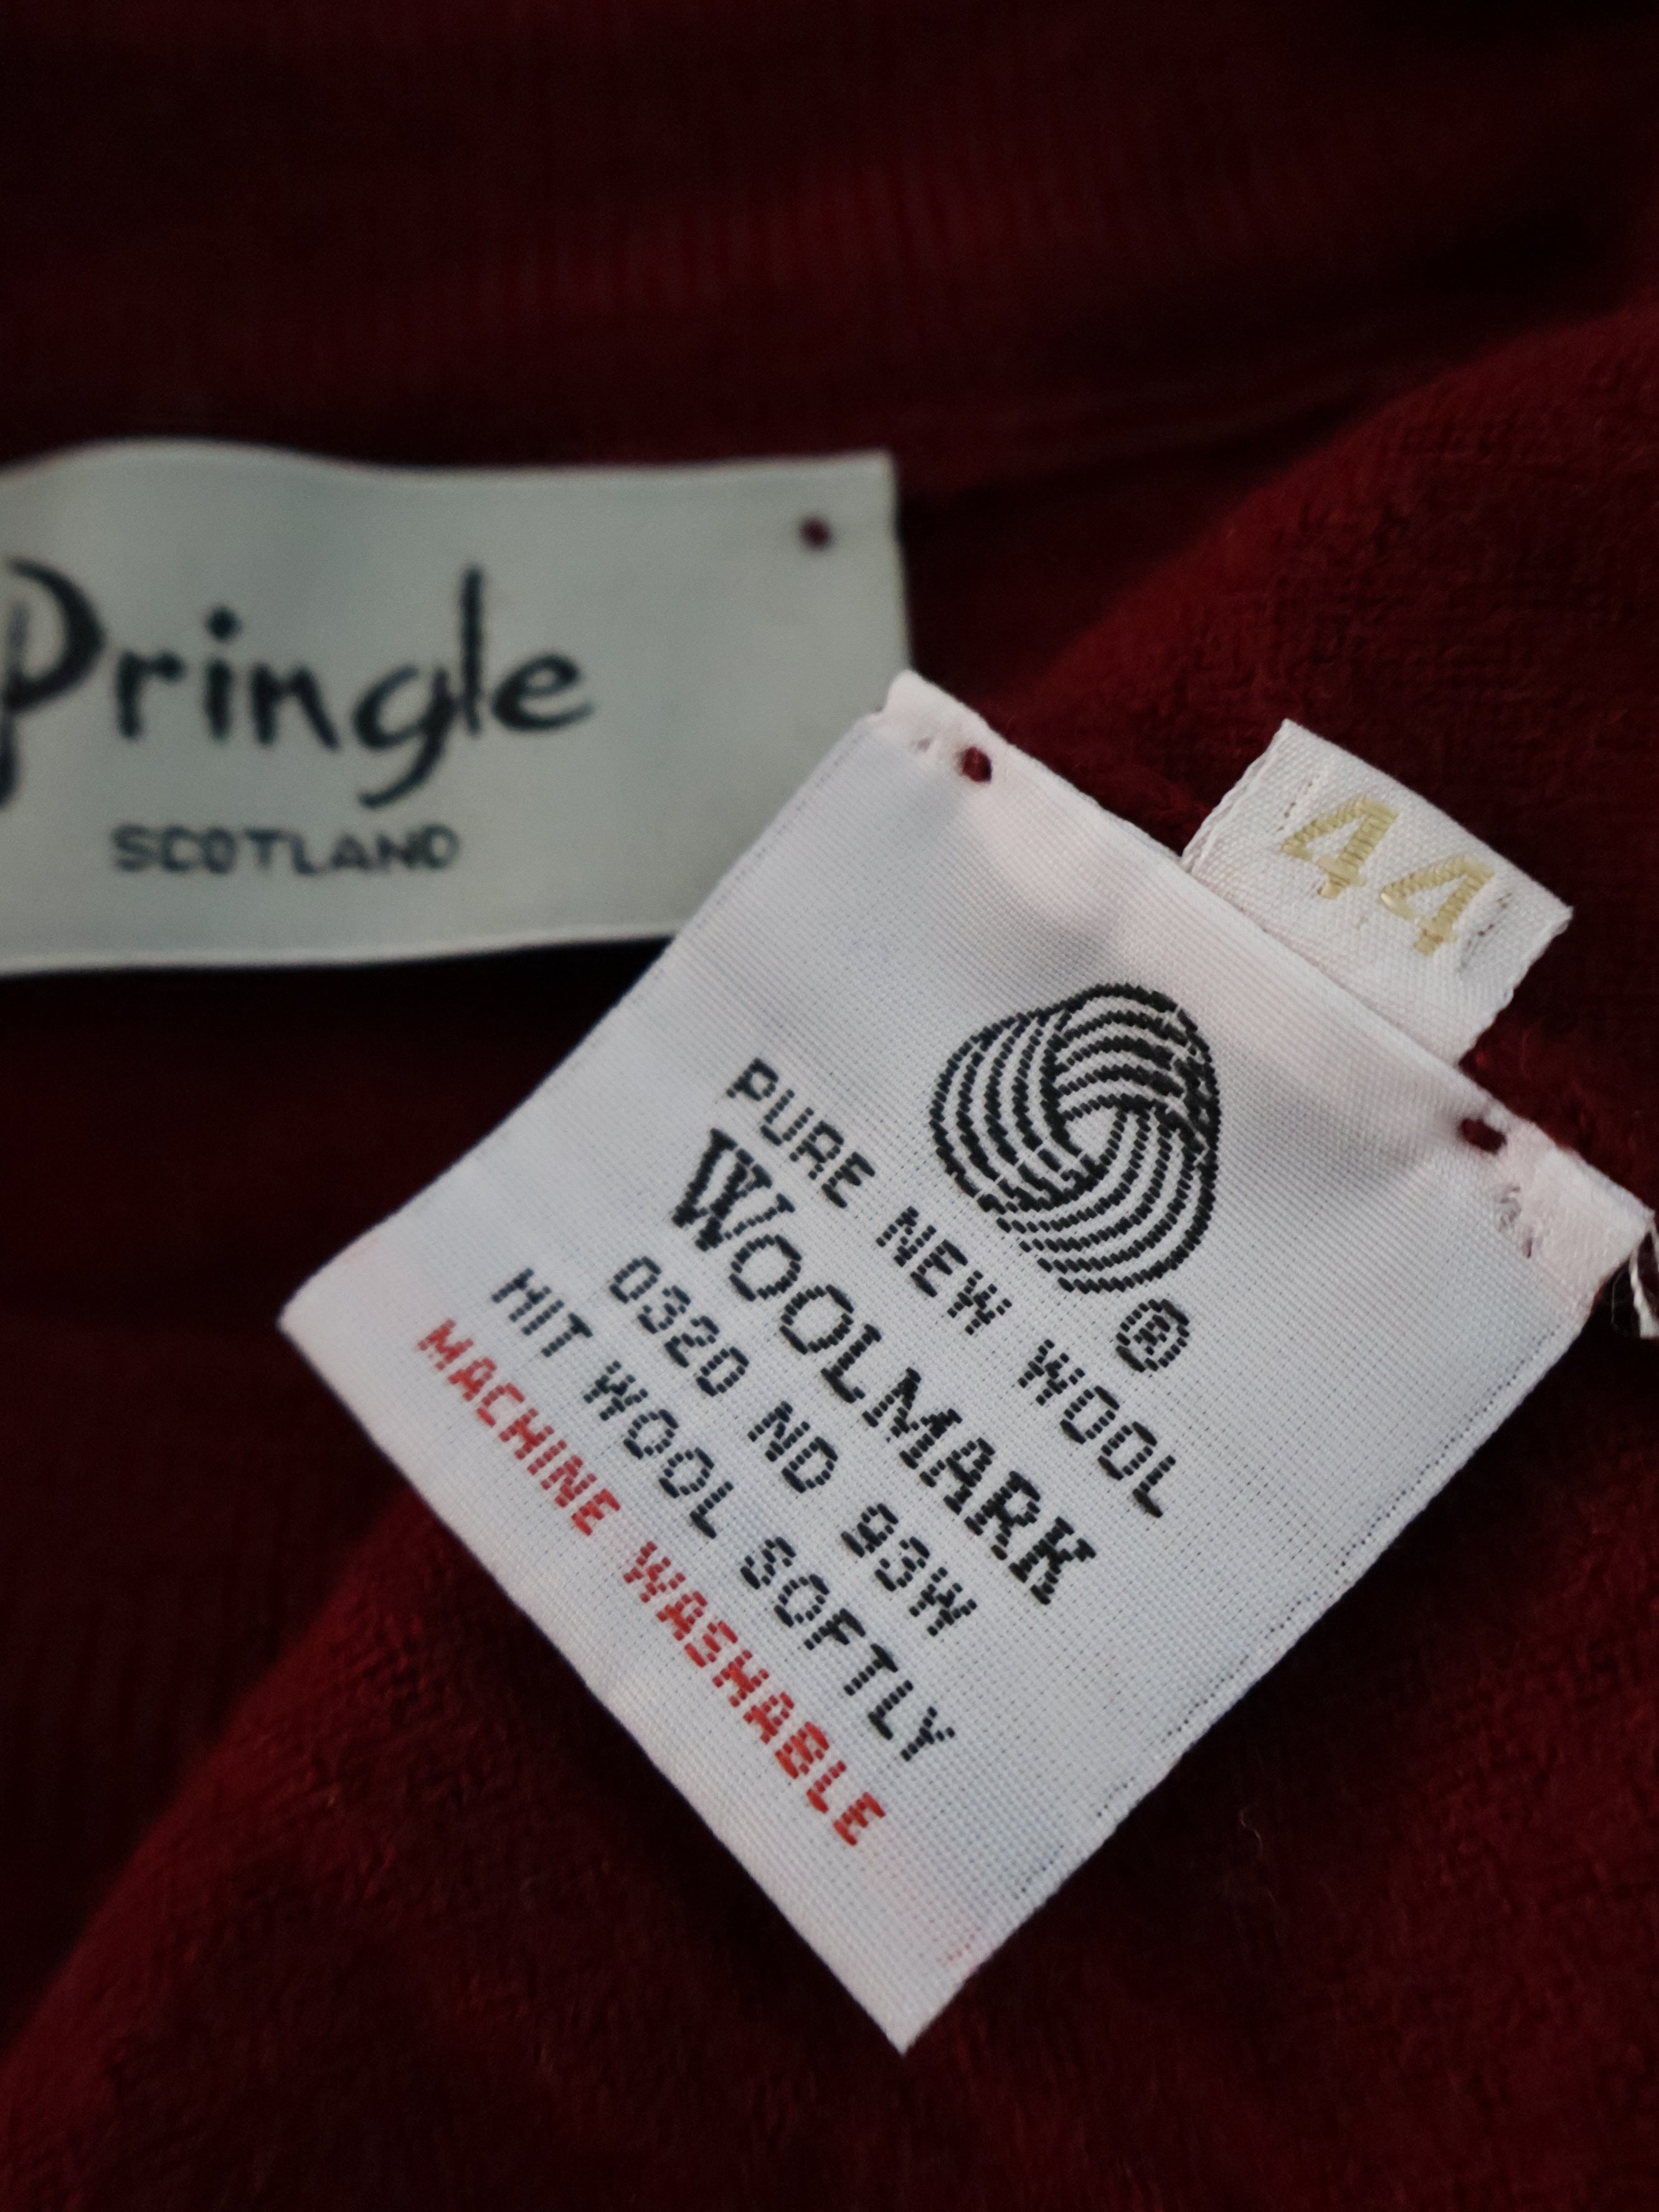 Pringle
SCOTLAND
44
®
PURE NEW WOOL
WOOLMARK
0320 ND 93W
HIT WOOL SOFTLY
MACHINE WASHABLE